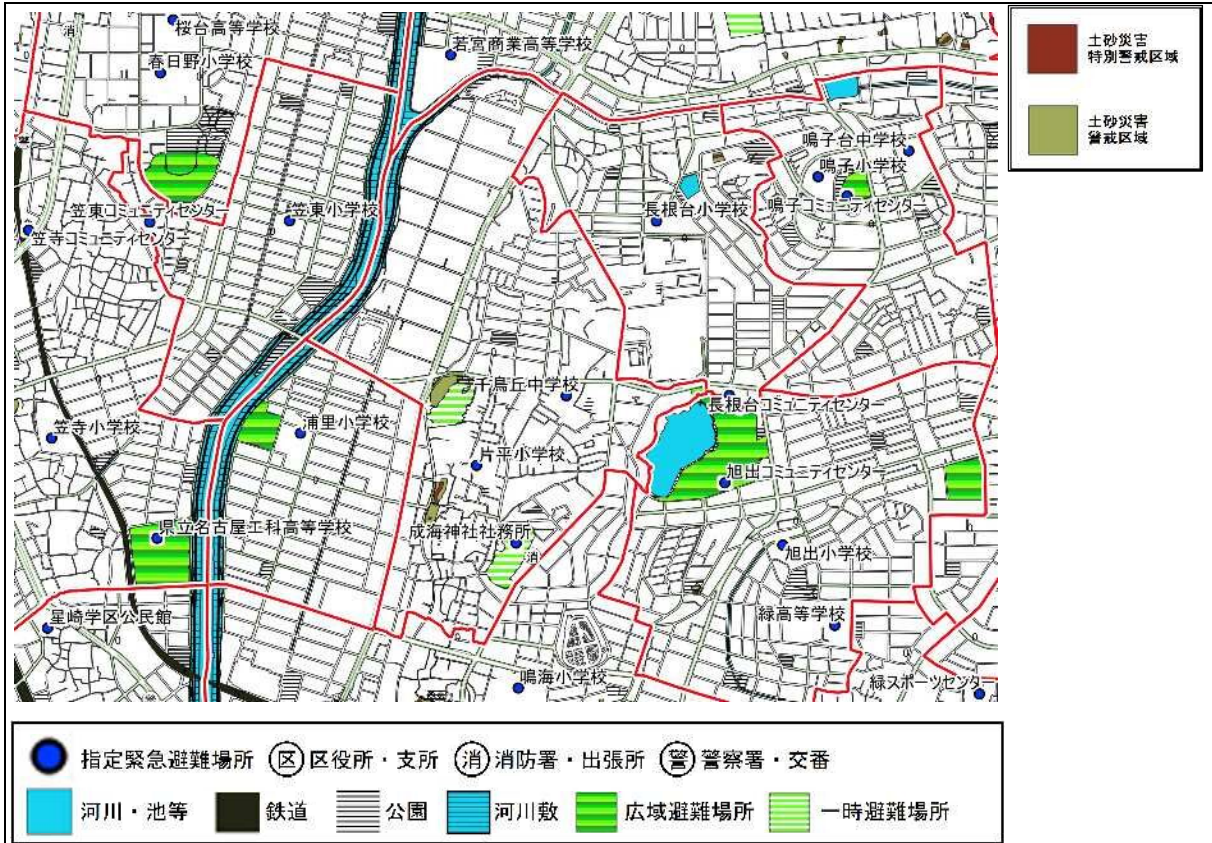 消
桜台高等学校
若宮商業高等学校
春日野小学校
土砂災害
特別警戒区域
土砂災害
警戒区域
鳴子台中学校
鳴子小学校
笠東コミュニティセンター
笠東小学校
長根台小学校
鳴子コミュニティセンター
笠寺コミュニティセンター
千鳥丘中学校
長根台コミュニティセンター
笠寺小学校
浦里小学校
片平小学校
旭出コミュニティセンター
県立名古屋工科高等学校
成海神社社務所
消
旭出小学校
星崎学区公民館
緑高等学校
鳴海小学校
緑スポーツセンター
指定緊急避難場所 区 区役所・支所 消 消防署・出張所 警 警察署・交番
河川・池等 鉄道 公園 河川敷 広域避難場所 一時避難場所